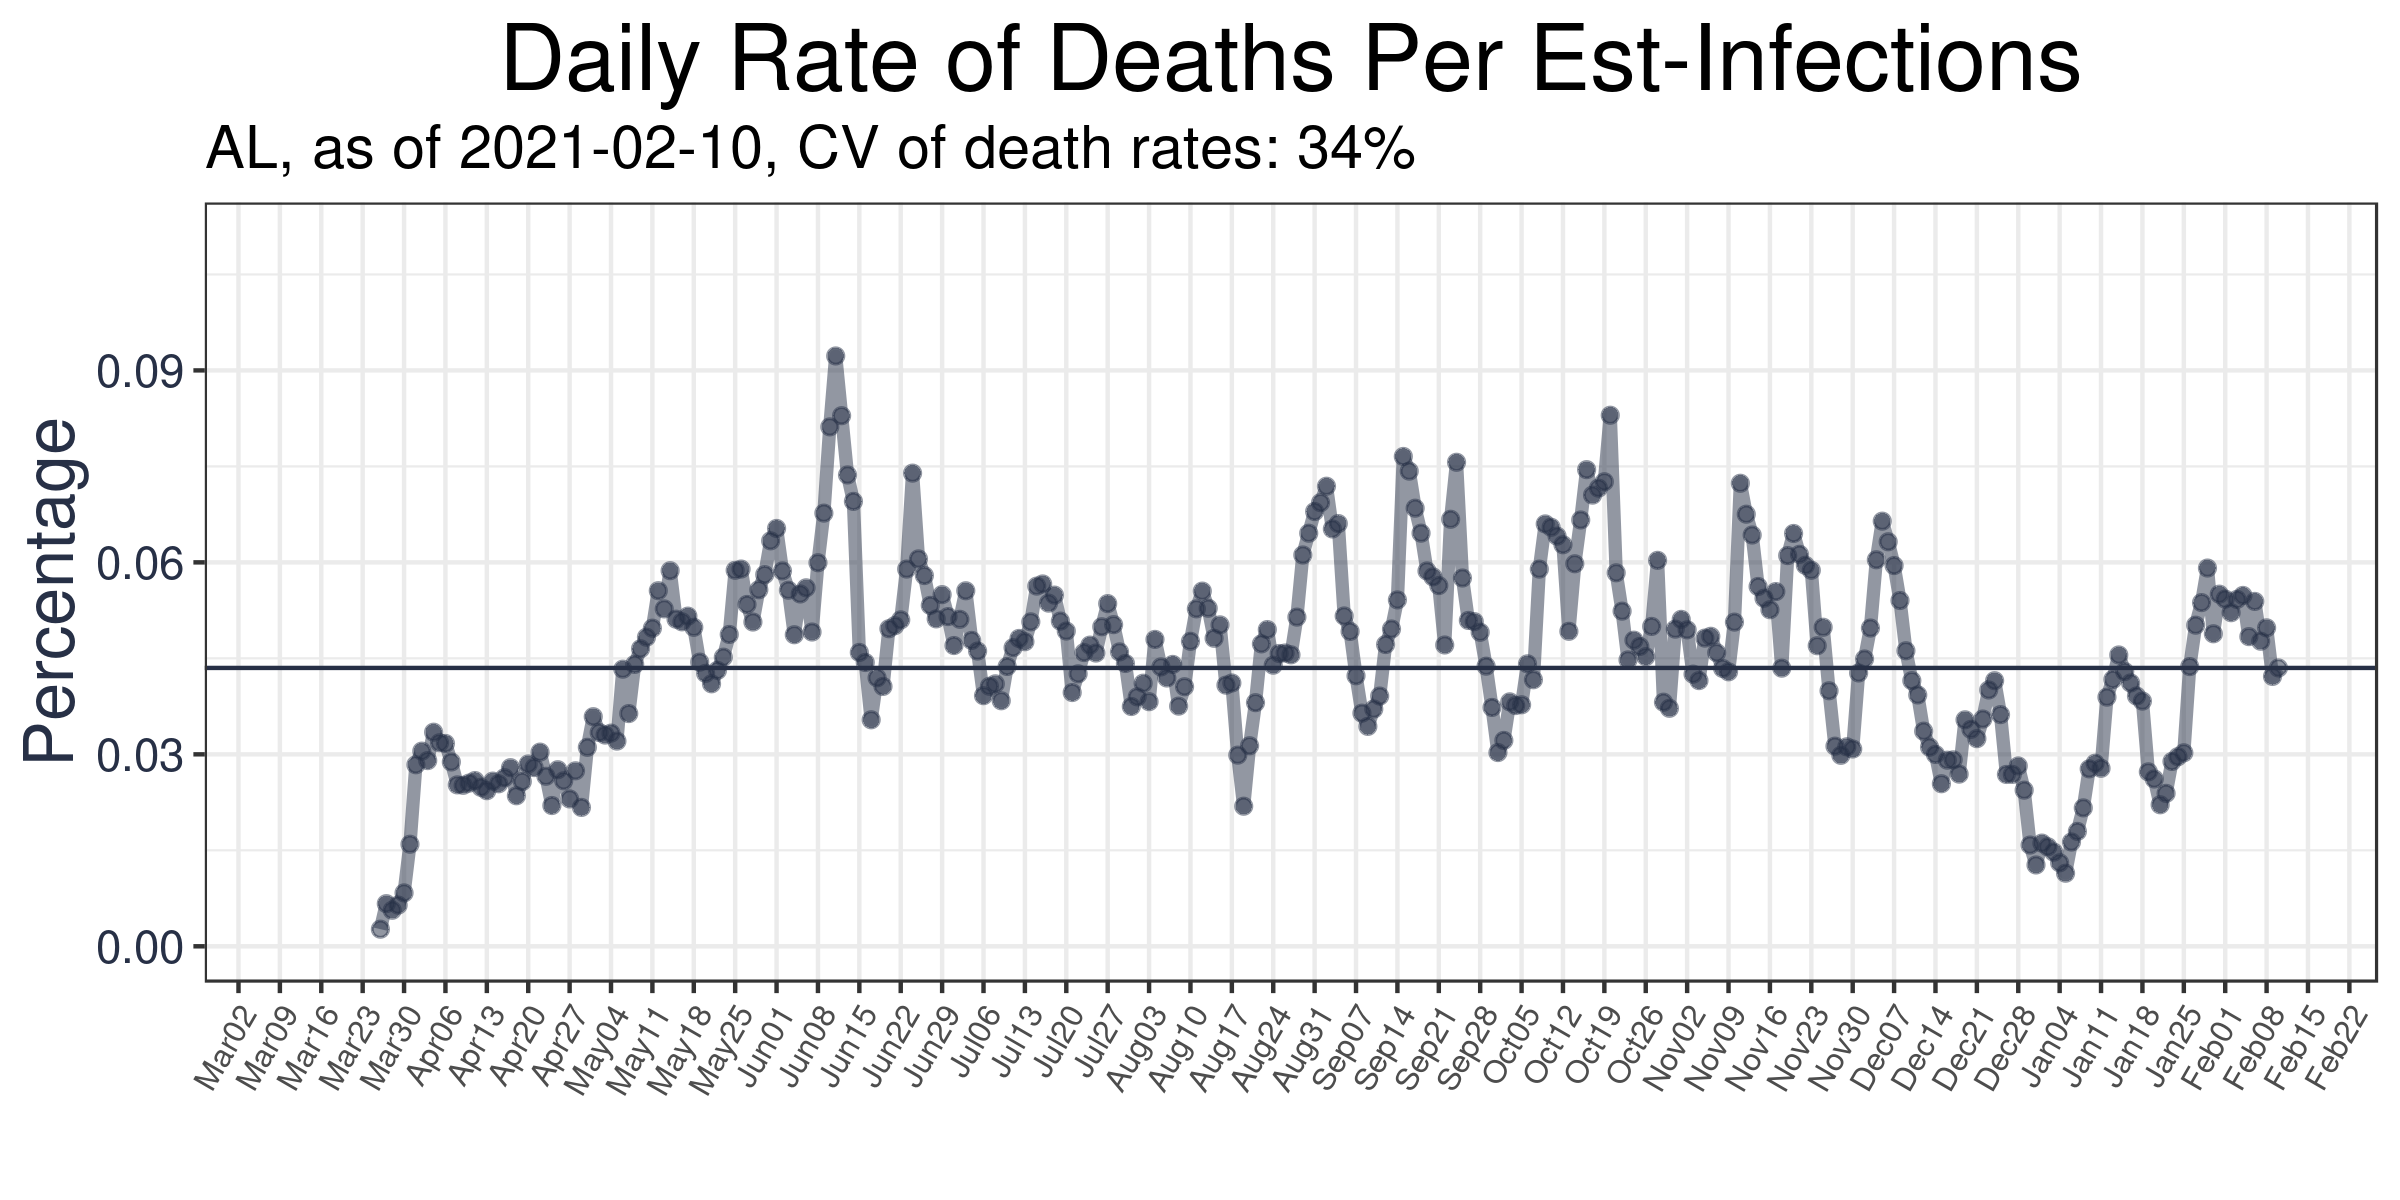 Daily Rate of Deaths Per Est-Infections
AL, as of 2021-02-10, CV of death rates: 34%
Percentage
0.09
0.06
0.03
0.00
Mar02
Mar09
Mar16
Mar23
Mar30
Apr06
Apr13
Apr20
Apr27
May04
May11
May18
May25
Jun01
Jun08
Jun15
Jun22
Jun29
Jul06
Jul13
Jul20
Jul27
Aug03
Aug10
Aug17
Aug24
Aug31
Sep07
Sep14
Sep21
Sep28
Oct05
Oct12
Oct19
Oct26
Nov02
Nov09
Nov16
Nov23
Nov30
Dec07
Dec14
Dec21
Dec28
Jan04
Jan11
Jan18
Jan25
Feb01
Feb08
Feb15
Feb22